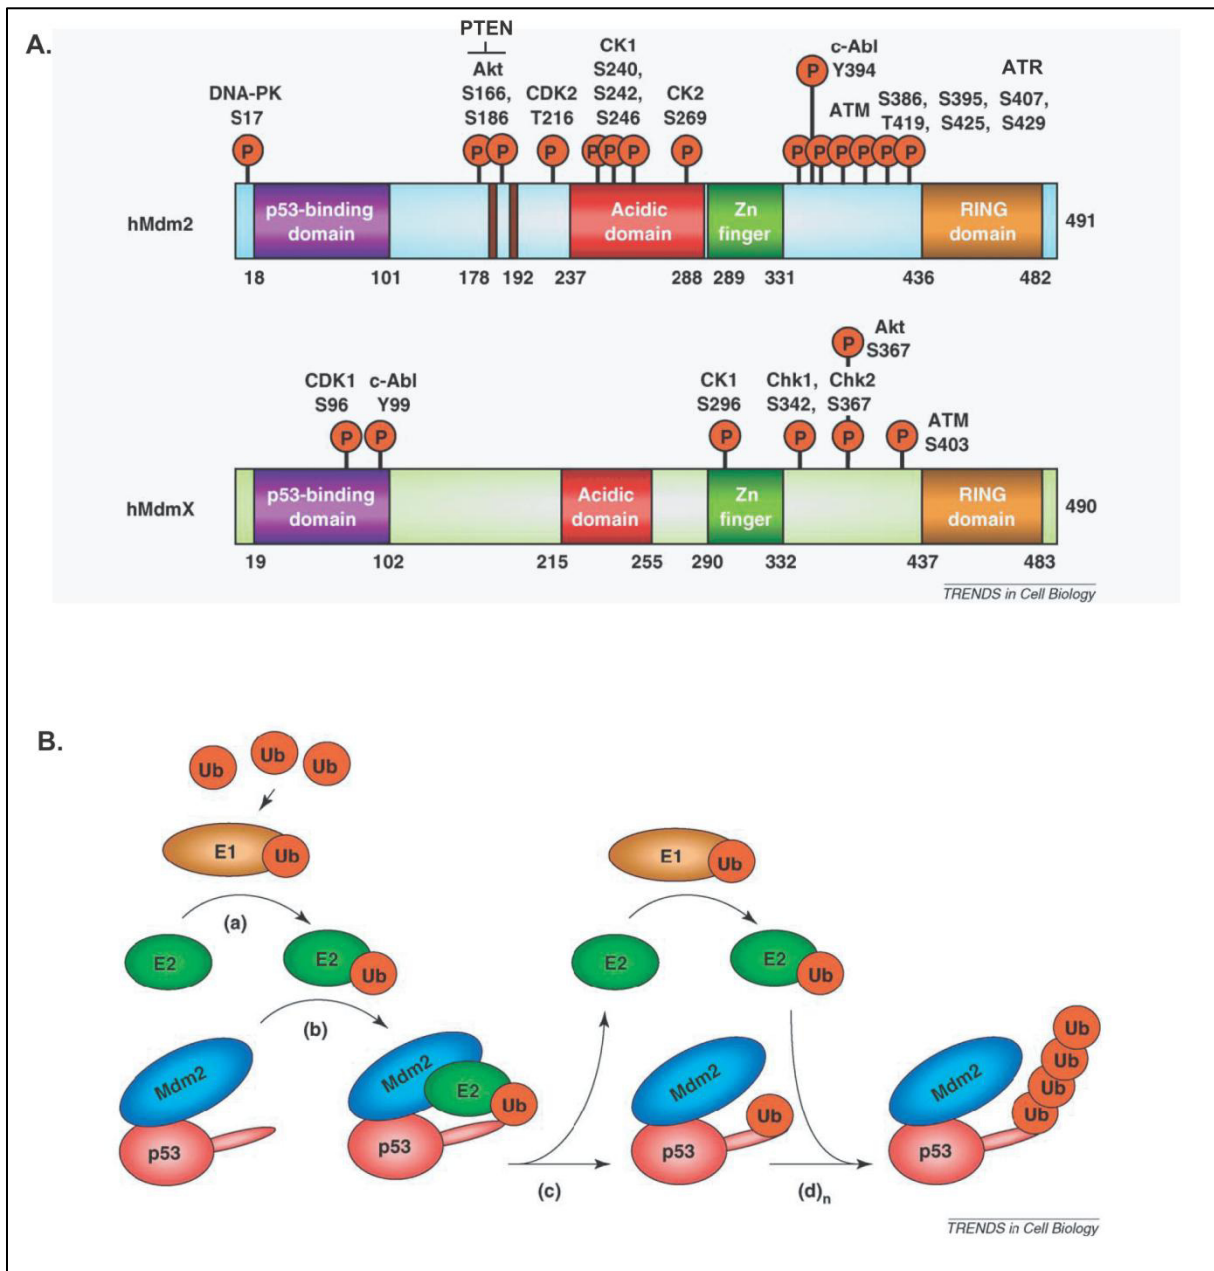 A.
PTEN
Akt
S166,
S186
DNA-PK
S17
CDK2
T216
CK1
S240,
S242,
S246
CK2
S269
c-Abl
Y394
ATM
S386,
T419,
S395,
S425,
ATR
S407,
S429
P
P P P P P P P P P P P P P P
hMdm2
p53-binding
domain
Acidic
domain
Zn
finger
RING
domain
491
18 101 178 192 237 288 289 331 436 482
P
Akt
S367
CDK1
S96
c-Abl
Y99
CK1
S296
Chk1,
S342,
Chk2
S367
ATM
S403
P P P P P P
hMdmX
p53-binding
domain
Acidic
domain
Zn
finger
RING
domain
490
19 102 215 255 290 332 437 483
TRENDS in Cell Biology
B.
Ub Ub Ub
E1 Ub
E1 Ub
(a)
E2 E2 Ub
E2 E2 Ub
(b)
Mdm2
p53
Mdm2
E2
Ub
p53
(c)
Mdm2
Ub
p53
(d)n
Mdm2
Ub
Ub
Ub
Ub
p53
TRENDS in Cell Biology